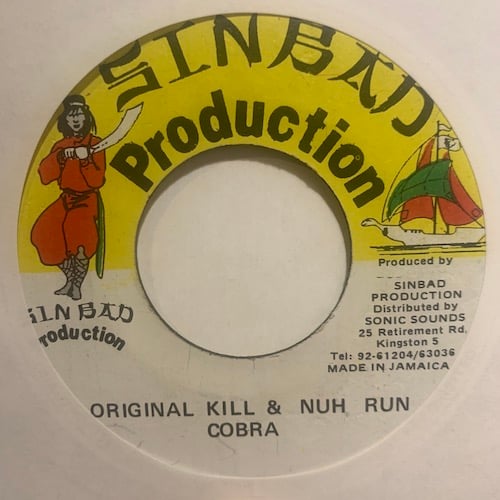 SINBAD
Production
SINBAD
Production
Produced by
SINBAD
PRODUCTION
Distributed by
SONIC SOUNDS
25 Retirement Rd,
Kingston 5
Tel: 92-61204/63036
MADE IN JAMAICA
ORIGINAL KILL & NUH RUN
COBRA